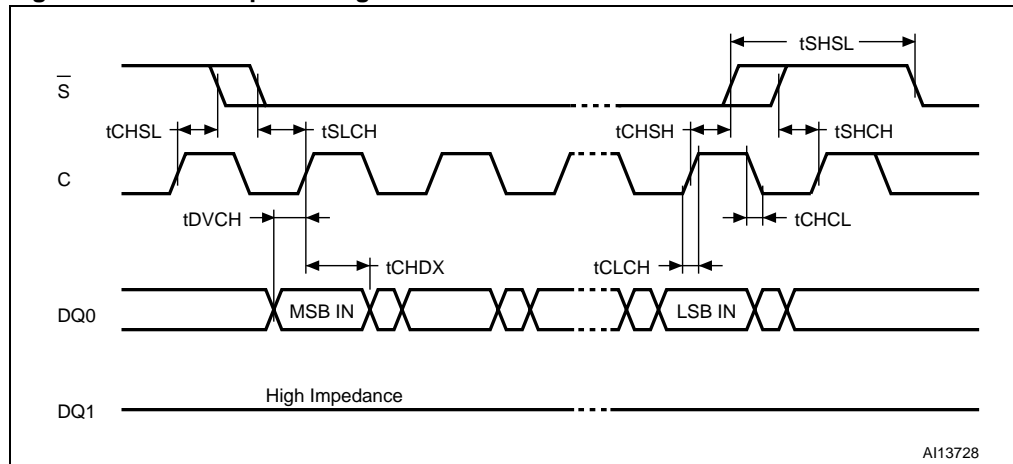 tSHSL
S̅
tCHSL
tSLCH
tCHSH
tSHCH
C
tDVCH
tCHCL
tCHDX
tCLCH
DQ0
MSB IN
LSB IN
High Impedance
DQ1
AI13728